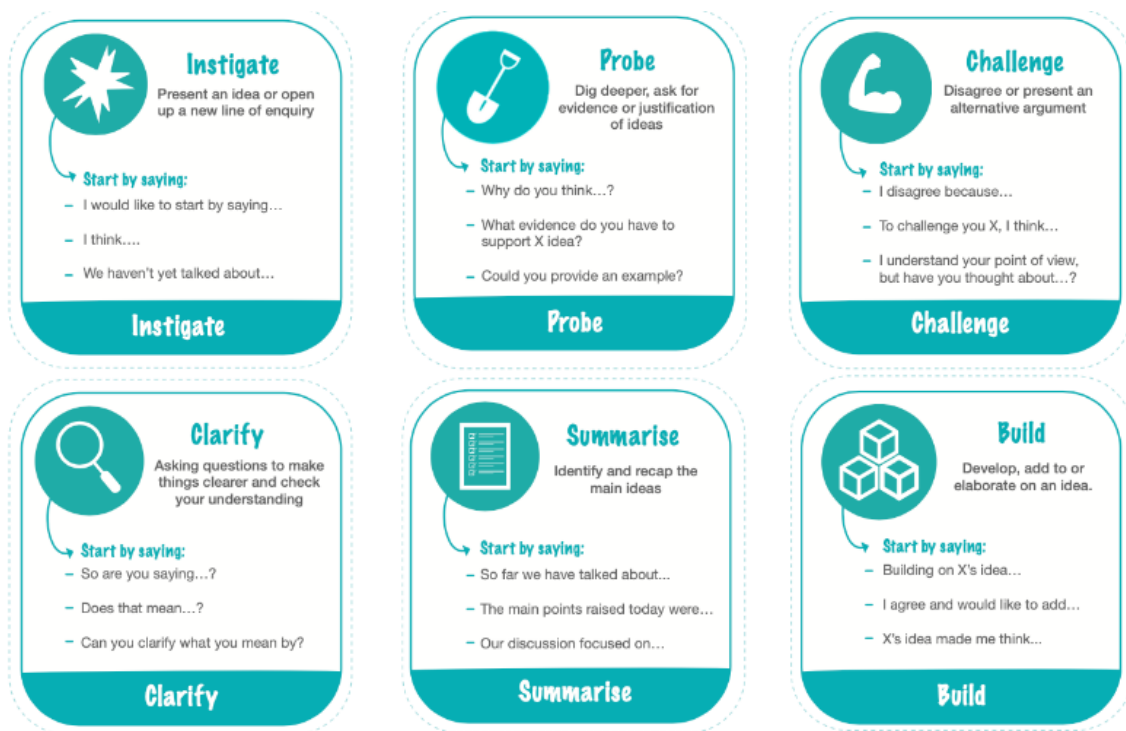 Instigate
Present an idea or open
up a new line of enquiry
Start by saying:
– I would like to start by saying...
– I think....
– We haven't yet talked about...
Instigate
Probe
Dig deeper, ask for
evidence or justification
of ideas
Start by saying:
– Why do you think...?
– What evidence do you have to
support X idea?
– Could you provide an example?
Probe
Challenge
Disagree or present an
alternative argument
Start by saying:
– I disagree because...
– To challenge you X, I think...
– I understand your point of view,
but have you thought about...?
Challenge
Clarify
Asking questions to make
things clearer and check
your understanding
Start by saying:
– So are you saying...?
– Does that mean...?
– Can you clarify what you mean by?
Clarify
Summarise
Identify and recap the
main ideas
Start by saying:
– So far we have talked about...
– The main points raised today were...
– Our discussion focused on...
Summarise
Build
Develop, add to or
elaborate on an idea.
Start by saying:
– Building on X's idea...
– I agree and would like to add...
– X's idea made me think...
Build